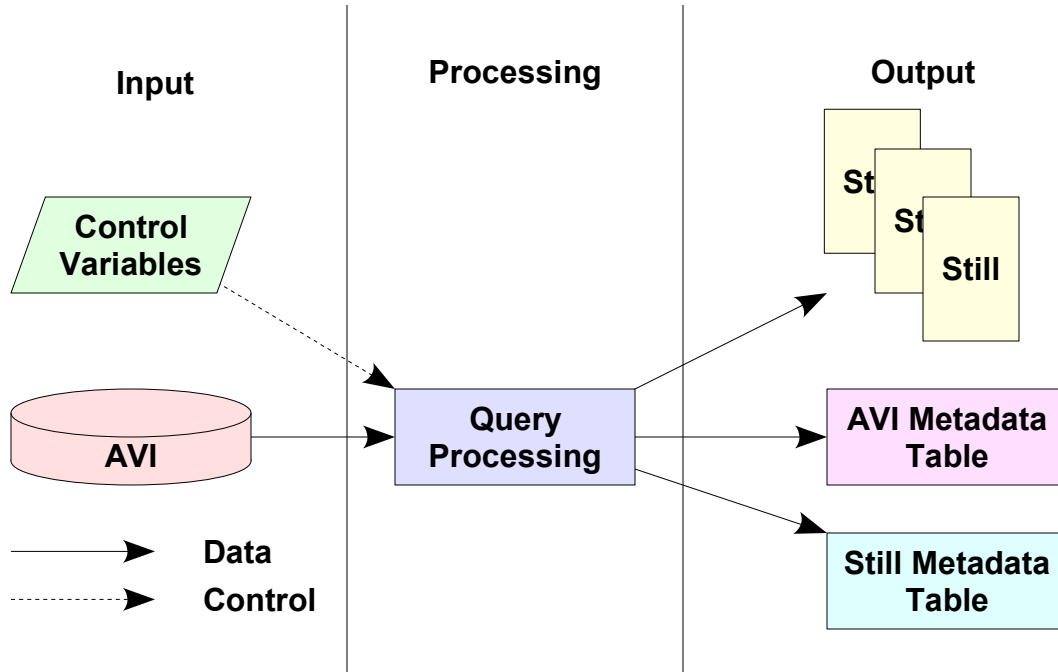 Input
Processing
Output
Control
Variables
St
St
Still
AVI
Query
Processing
AVI Metadata
Table
Still Metadata
Table
Data
Control